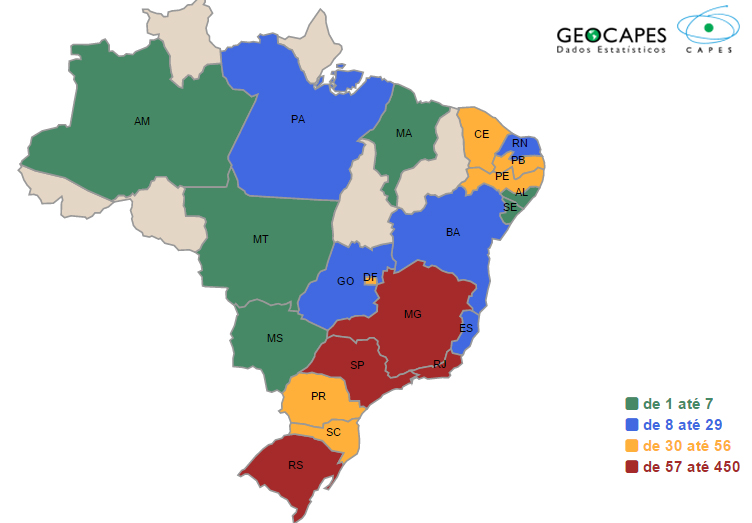 GEOCAPES
Dados Estatísticos
CAPES
AM
PA
MA
CE
RN
PB
PE
AL
SE
MT
BA
GO
DF
MG
ES
MS
SP
RJ
PR
SC
RS
de 1 até 7
de 8 até 29
de 30 até 56
de 57 até 450